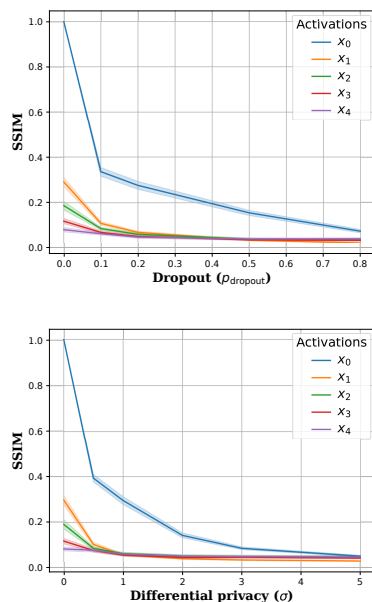 Activations
x0
x1
x2
x3
x4
SSIM
1.0
0.8
0.6
0.4
0.2
0.0
0.0 0.1 0.2 0.3 0.4 0.5 0.6 0.7 0.8
Dropout (pdropout)
Activations
x0
x1
x2
x3
x4
SSIM
1.0
0.8
0.6
0.4
0.2
0.0
0 1 2 3 4 5
Differential privacy (σ)